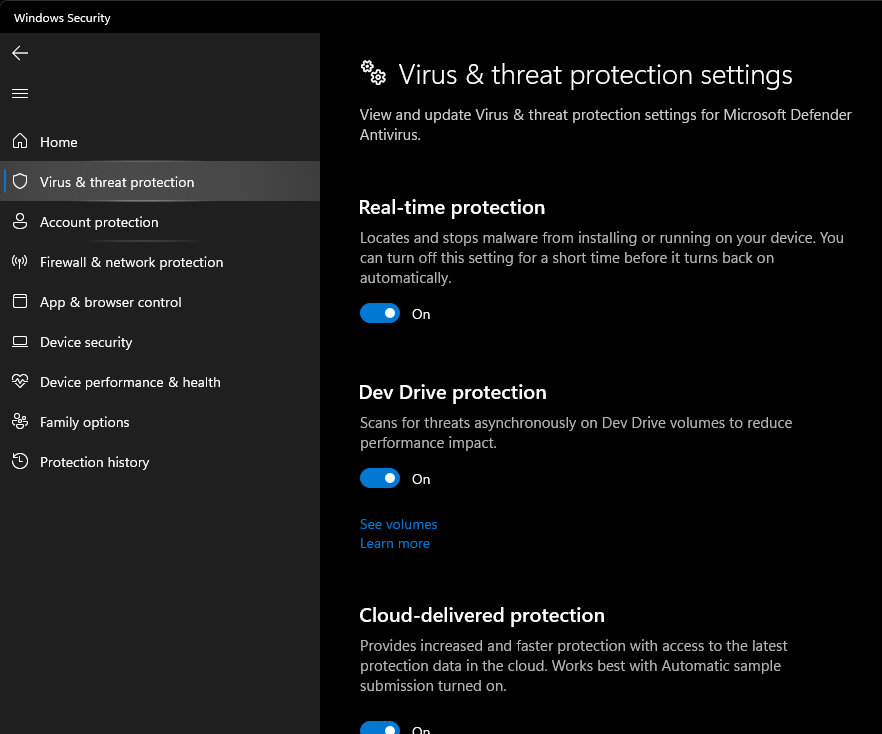 Windows Security
Home
Virus & threat protection
Account protection
Firewall & network protection
App & browser control
Device security
Device performance & health
Family options
Protection history
Virus & threat protection settings
View and update Virus & threat protection settings for Microsoft Defender
Antivirus.
Real-time protection
Locates and stops malware from installing or running on your device. You
can turn off this setting for a short time before it turns back on
automatically.
On
Dev Drive protection
Scans for threats asynchronously on Dev Drive volumes to reduce
performance impact.
On
See volumes
Learn more
Cloud-delivered protection
Provides increased and faster protection with access to the latest
protection data in the cloud. Works best with Automatic sample
submission turned on.
On